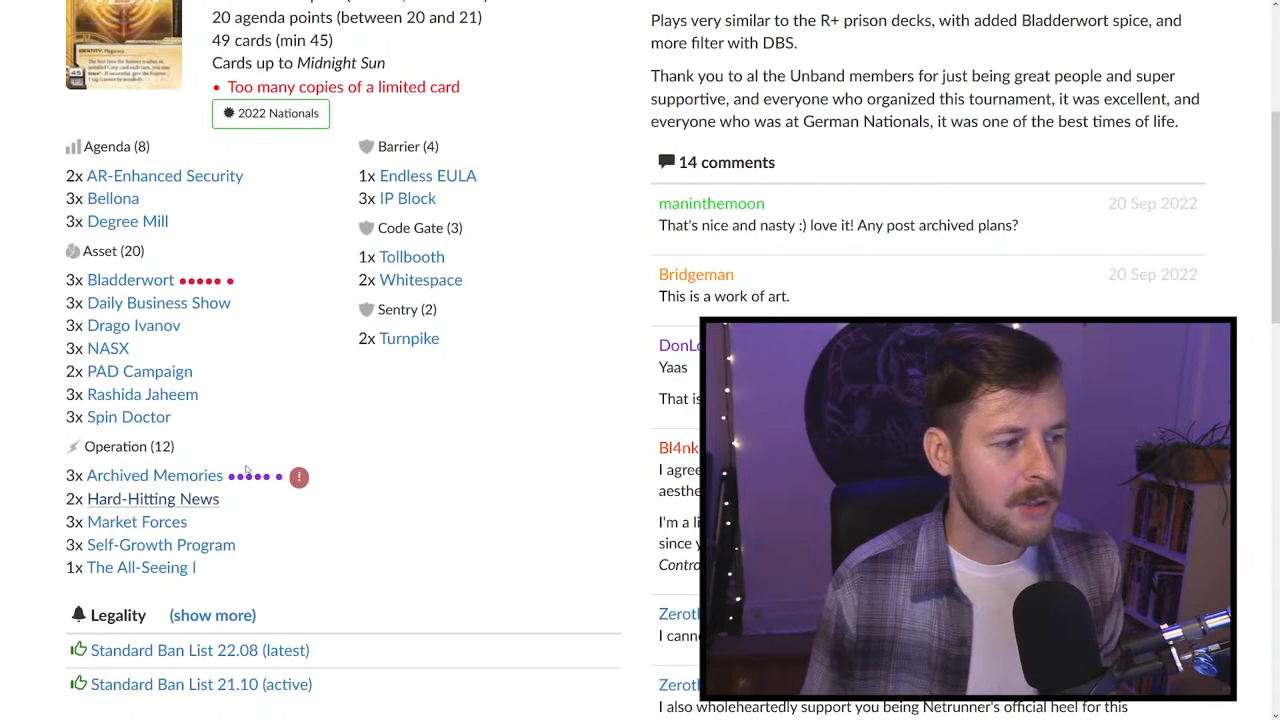 20 agenda points (between 20 and 21)
49 cards (min 45)
Cards up to Midnight Sun
• Too many copies of a limited card
2022 Nationals
Agenda (8)
2x AR-Enhanced Security
3x Bellona
3x Degree Mill
Asset (20)
3x Bladderwort
3x Daily Business Show
3x Drago Ivanov
3x NASX
2x PAD Campaign
3x Rashida Jaheem
3x Spin Doctor
Operation (12)
3x Archived Memories !
2x Hard-Hitting News
3x Market Forces
3x Self-Growth Program
1x The All-Seeing I
Barrier (4)
1x Endless EULA
3x IP Block
Code Gate (3)
1x Tollbooth
2x Whitespace
Sentry (2)
2x Turnpike
Legality (show more)
Standard Ban List 22.08 (latest)
Standard Ban List 21.10 (active)
Plays very similar to the R+ prison decks, with added Bladderwort spice, and
more filter with DBS.
Thank you to al the Unbind members for just being great people and super
supportive, and everyone who organized this tournament, it was excellent, and
everyone who was at German Nationals, it was one of the best times of life.
14 comments
maninthemoon 20 Sep 2022
That's nice and nasty :) love it! Any post archived plans?
Bridgeman 20 Sep 2022
This is a work of art.
DonLo
Yaas
That is
Bl4nk
I agre
aesthe
I'm a li
since y
Contro
Zerot
I canno
Zerot
I also wholeheartedly support you being Netrunner's official heel for this